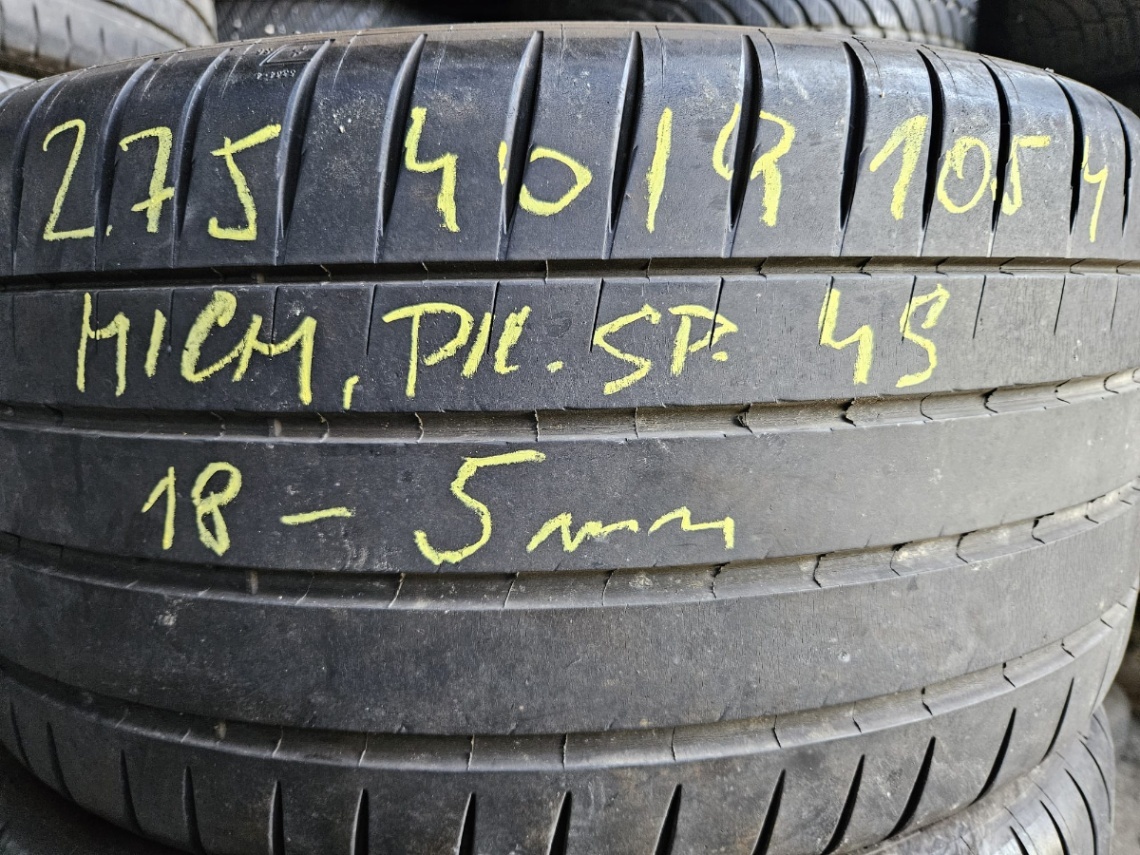 275 40 19 105 Y
MICH, PIL. SP. 4S
18 - 5mm